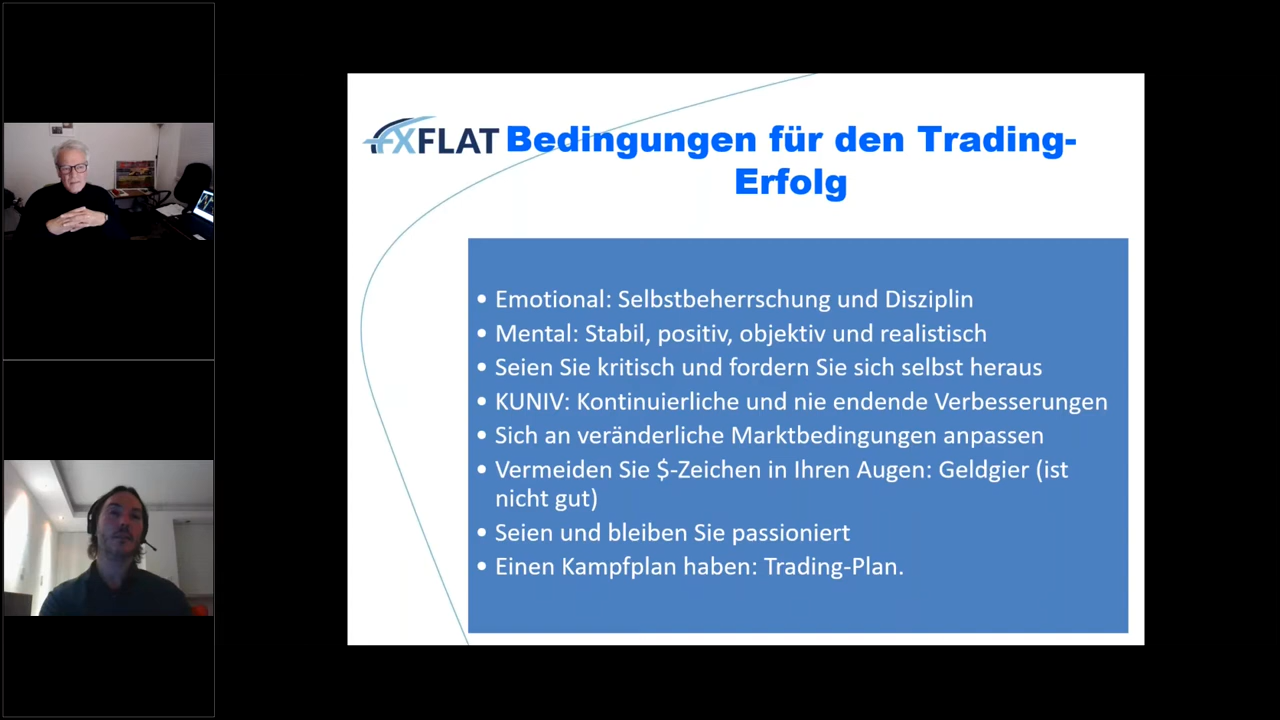 FXFLAT
Bedingungen für den Trading-
Erfolg
• Emotional: Selbstbeherrschung und Disziplin
• Mental: Stabil, positiv, objektiv und realistisch
• Seien Sie kritisch und fordern Sie sich selbst heraus
• KUNIV: Kontinuierliche und nie endende Verbesserungen
• Sich an veränderliche Marktbedingungen anpassen
• Vermeiden Sie $-Zeichen in Ihren Augen: Geldgier (ist
nicht gut)
• Seien und bleiben Sie passioniert
• Einen Kampfplan haben: Trading-Plan.